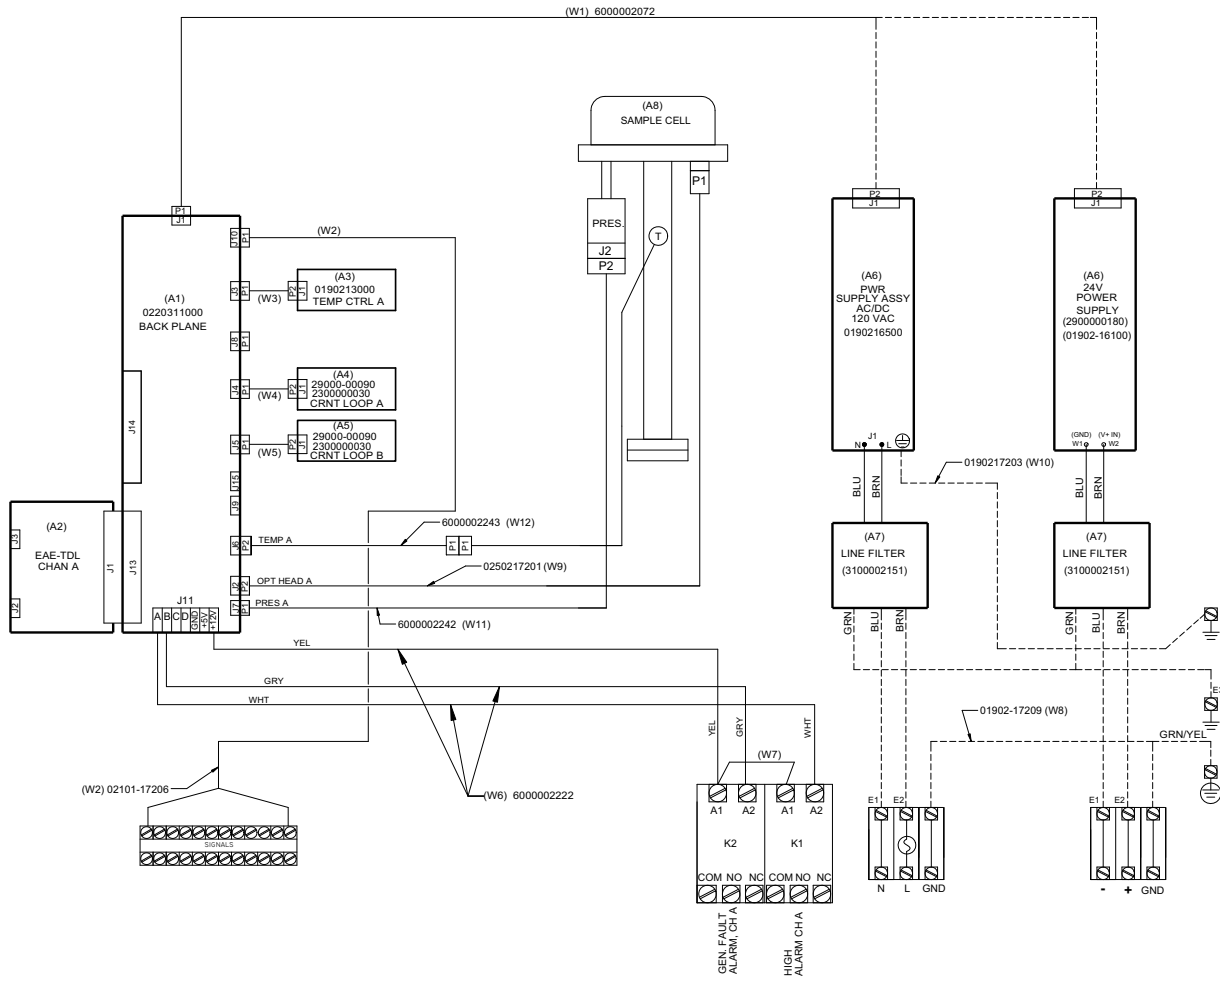 (W1) 6000002072
(A8)
SAMPLE CELL
P1
PRES.
J2
P2
T
P1
J1
(A1)
0220311000
BACK PLANE
J10
P1
(W2)
J3
P1
(W3)
P2
J1
(A3)
0190213000
TEMP CTRL A
J8
P1
J4
P1
(W4)
P2
J1
(A4)
29000-00090
2300000030
CRNT LOOP A
J5
P1
(W5)
P2
J1
(A5)
29000-00090
2300000030
CRNT LOOP B
J14
J15
J9
J6
P2
TEMP A
6000002243 (W12)
P1
P1
J2
P2
OPT HEAD A
0250217201 (W9)
J7
P1
PRES A
6000002242 (W11)
(A2)
EAE-TDL
CHAN A
J3
J2
J1
J13
J11
A
B
C
D
GND
+5V
+12V
YEL
GRY
WHT
(W6) 6000002222
(W2) 02101-17206
SIGNALS
YEL
GRY
WHT
(W7)
A1
A2
A1
A2
K2
K1
COM NO NC
COM NO NC
GEN. FAULT
ALARM, CH A
HIGH
ALARM CH A
P2
J1
(A6)
PWR
SUPPLY ASSY
AC/DC
120 VAC
0190216500
J1
N
L
BLU
BRN
0190217203 (W10)
(A7)
LINE FILTER
(3100002151)
GRN
BLU
BRN
P2
J1
(A6)
24V
POWER
SUPPLY
(2900000180)
(01902-16100)
(GND) (V+ IN)
W1
W2
BLU
BRN
(A7)
LINE FILTER
(3100002151)
GRN
BLU
BRN
01902-17209 (W8)
GRN/YEL
E1
E2
N
L
GND
E1
E2
-
+
GND